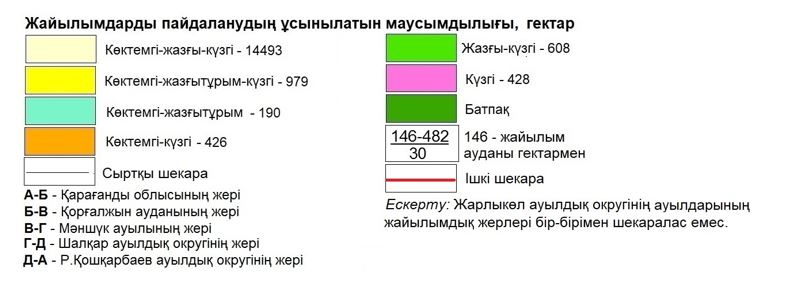 Жайылымдарды пайдаланудың ұсынылатын маусымдылығы, гектар
Көктемгі-жазғы-күзгі - 14493
Көктемгі-жазғытұрым-күзгі - 979
Көктемгі-жазғытұрым - 190
Көктемгі-күзгі - 426
Сыртқы шекара
А-Б - Қарағанды облысының жері
Б-В - Қорғалжын ауданының жері
В-Г - Мәншүк ауылының жері
Г-Д - Шалқар ауылдық округінің жері
Д-А - Р.Қошқарбаев ауылдық округінің жері
Жазғы-күзгі - 608
Күзгі - 428
Батпақ
146-482
30
146 - жайылым
ауданы гектармен
Ішкі шекара
Ескерту: Жарлыкөл ауылдық округінің ауылдарының
жайылымдық жерлері бір-бірімен шекаралас емес.